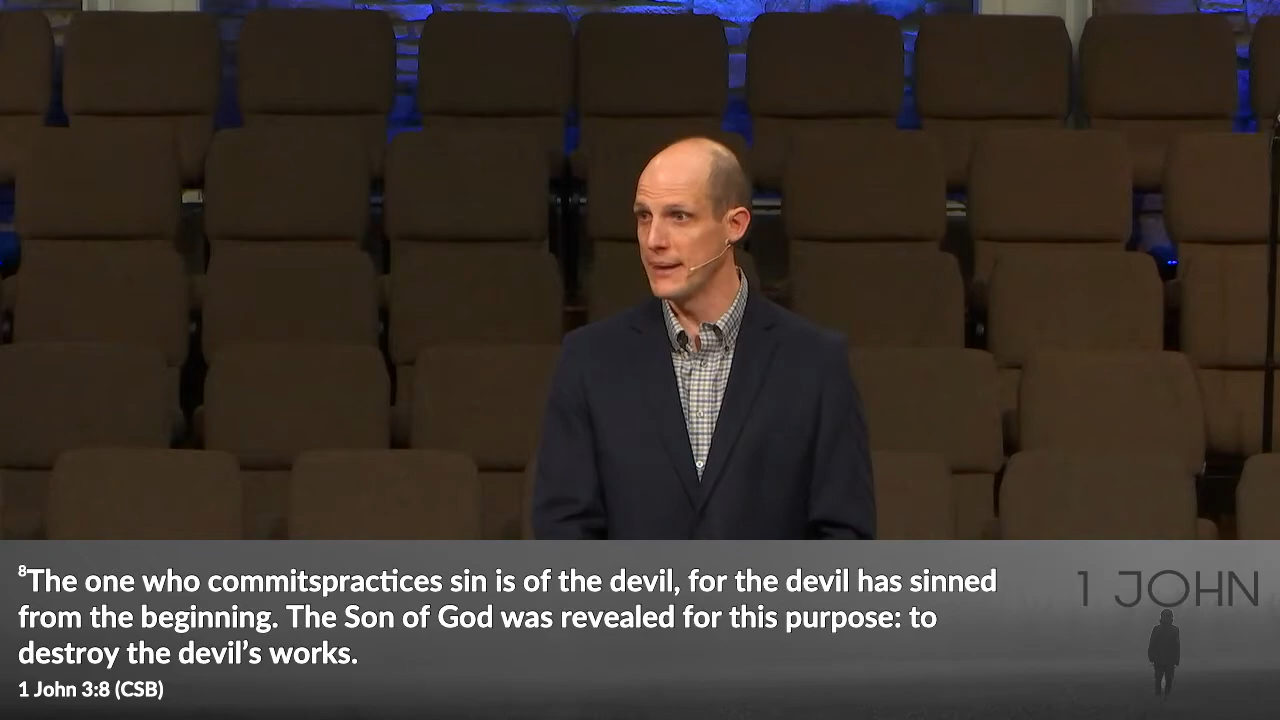 ⁸The one who commitspractices sin is of the devil, for the devil has sinned
from the beginning. The Son of God was revealed for this purpose: to
destroy the devil’s works.
1 John 3:8 (CSB)
1 JOHN